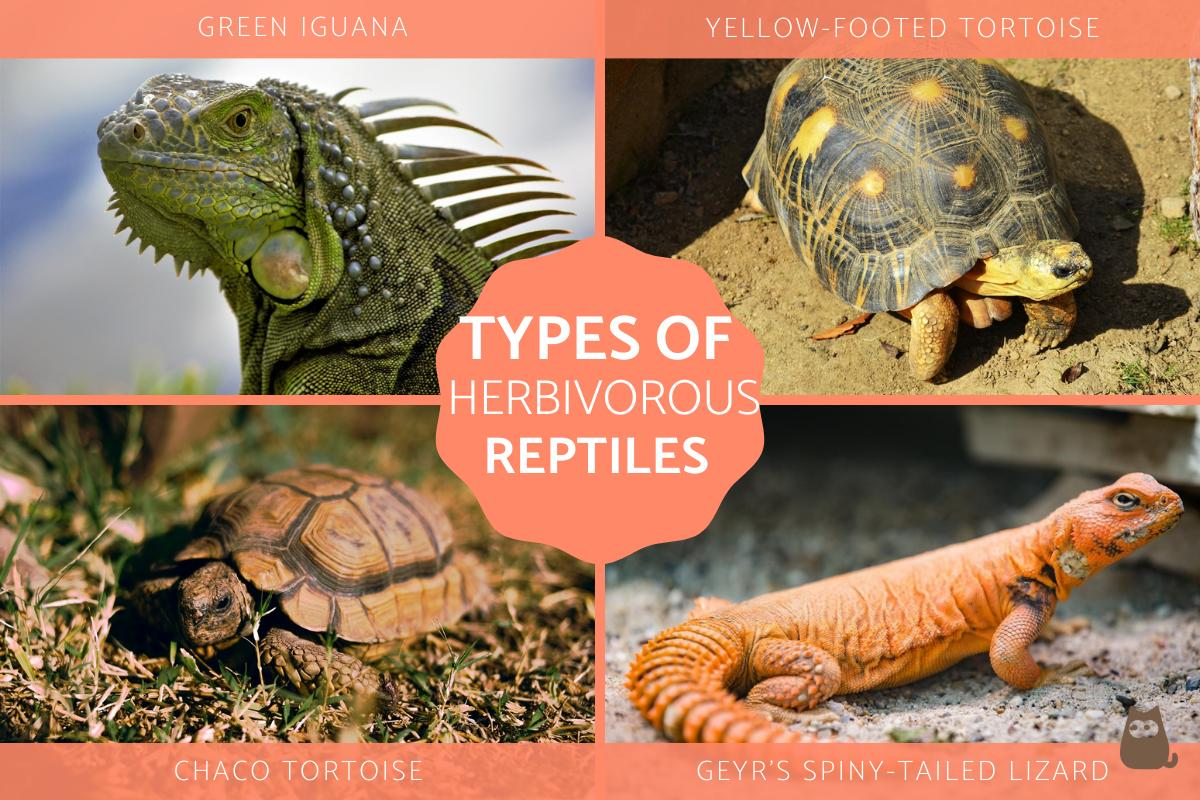 GREEN IGUANA
YELLOW-FOOTED TORTOISE
TYPES OF
HERBIVOROUS
REPTILES
CHACO TORTOISE
GEYR'S SPINY-TAILED LIZARD